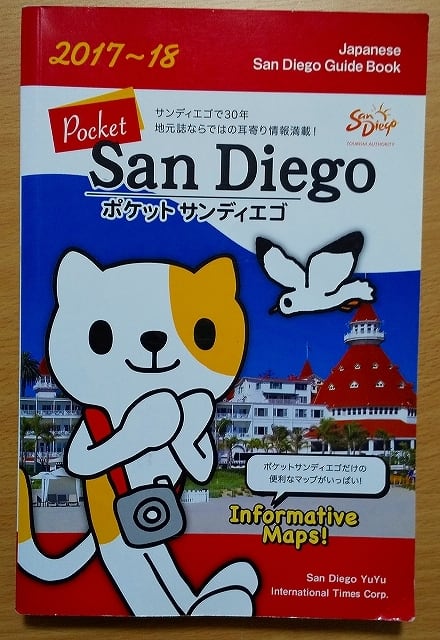 2017~18
Japanese
San Diego Guide Book
サンディエゴで30年
地元誌ならではの耳寄り情報満載!
Pocket
San Diego
TOURISM AUTHORITY
San Diego
ポケット サンディエゴ
ポケットサンディエゴだけの
便利なマップがいっぱい!
Informative
Maps!
San Diego YuYu
International Times Corp.